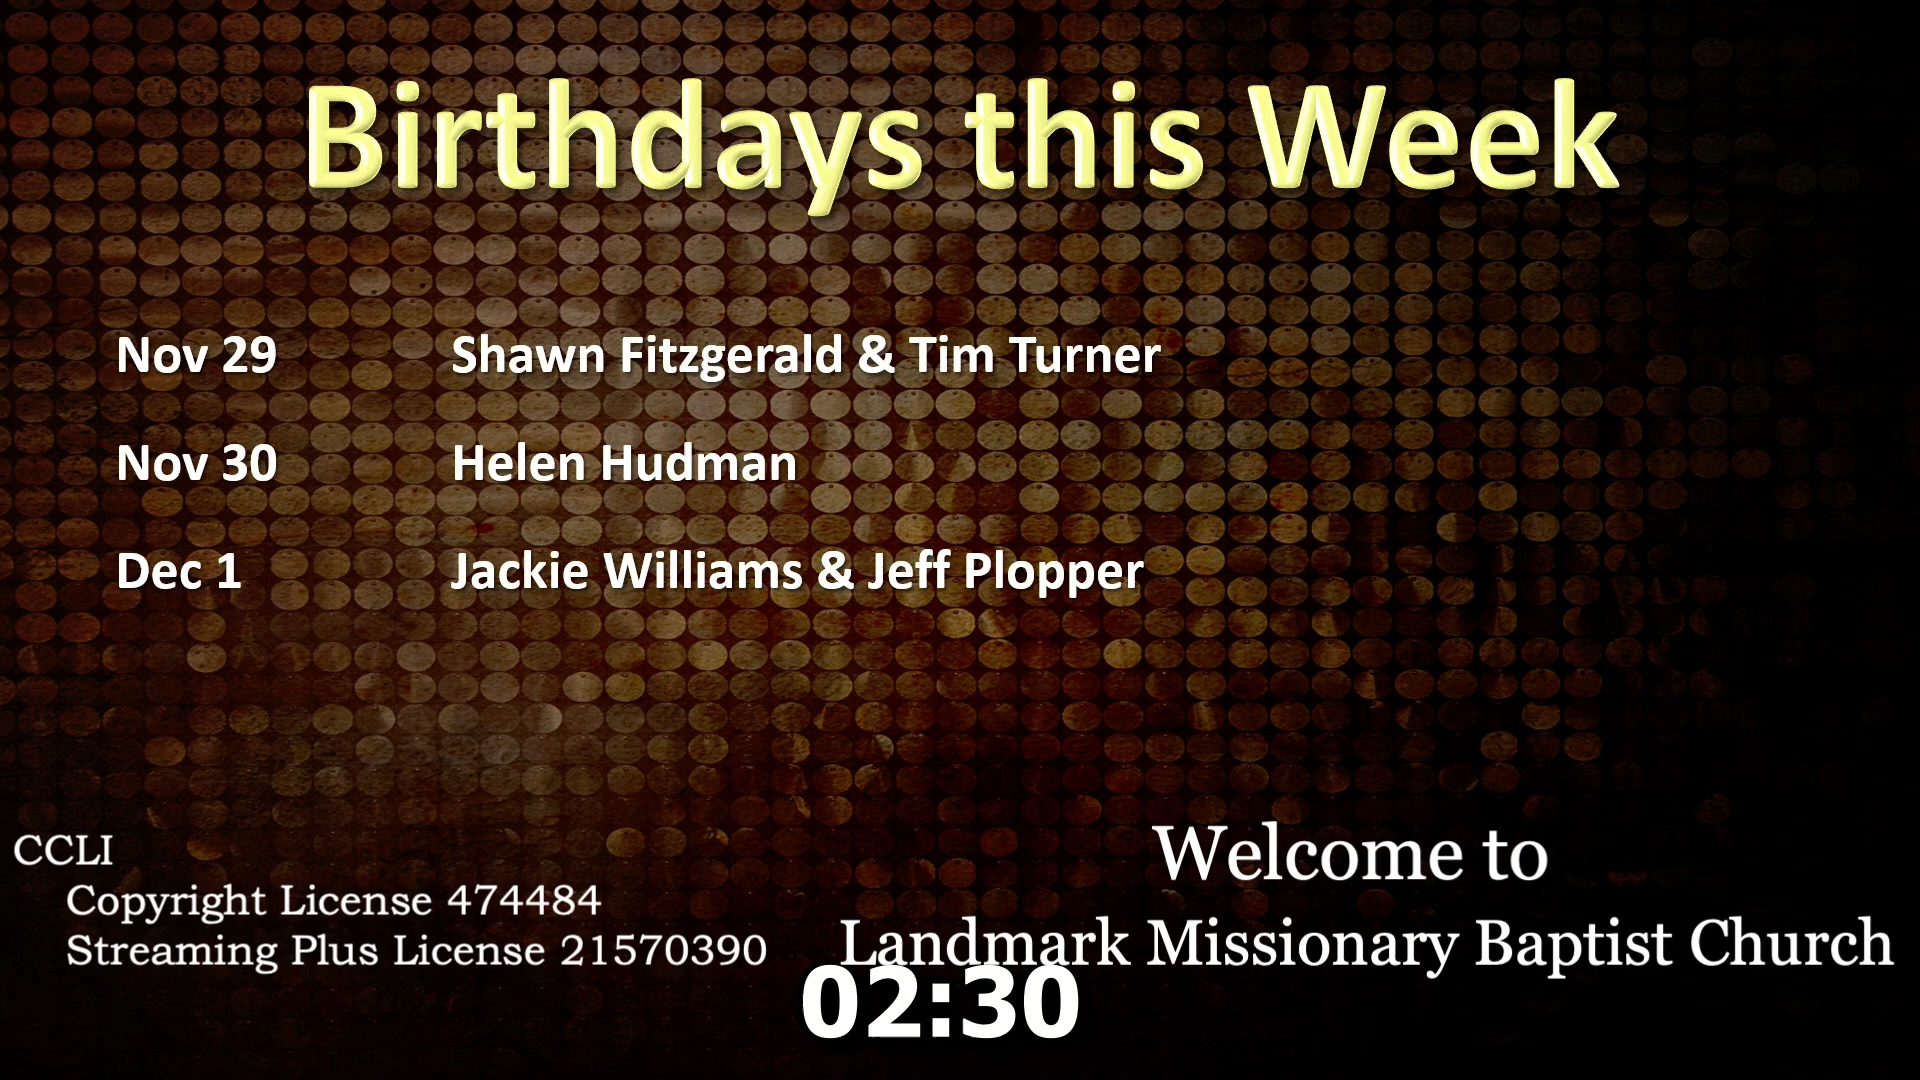 Birthdays this Week
Nov 29 Shawn Fitzgerald & Tim Turner
Nov 30 Helen Hudman
Dec 1 Jackie Williams & Jeff Plopper
CCLI
Copyright License 474484
Streaming Plus License 21570390
Welcome to
Landmark Missionary Baptist Church
02:30